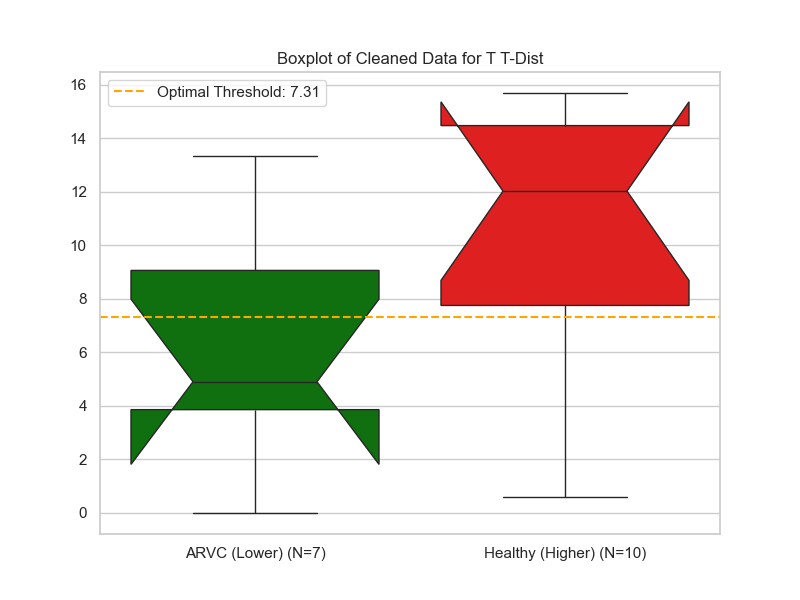 Boxplot of Cleaned Data for T T-Dist
Optimal Threshold: 7.31
16
14
12
10
8
6
4
2
0
ARVC (Lower) (N=7)
Healthy (Higher) (N=10)